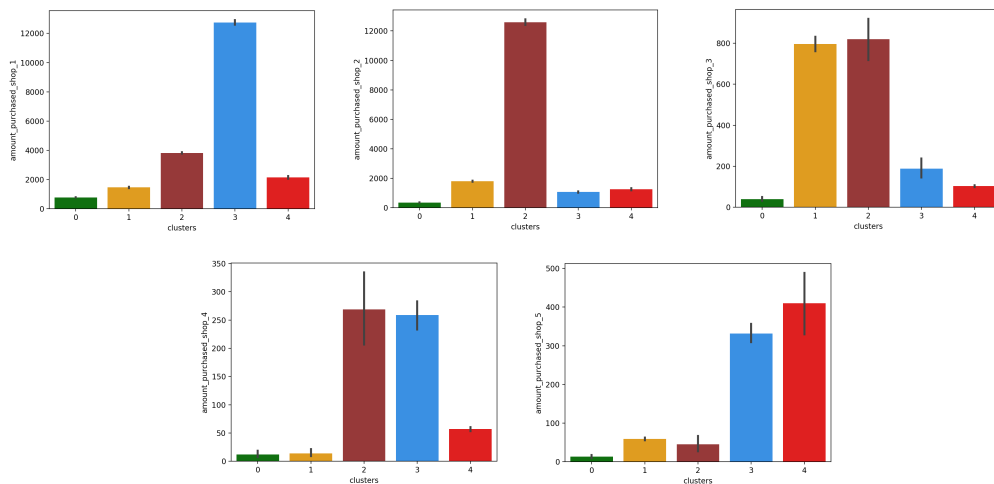 amount_purchased_shop_1
12000
10000
8000
6000
4000
2000
0
0 1 2 3 4
clusters
amount_purchased_shop_2
12000
10000
8000
6000
4000
2000
0
0 1 2 3 4
clusters
amount_purchased_shop_3
800
600
400
200
0
0 1 2 3 4
clusters
amount_purchased_shop_4
350
300
250
200
150
100
50
0
0 1 2 3 4
clusters
amount_purchased_shop_5
500
400
300
200
100
0
0 1 2 3 4
clusters